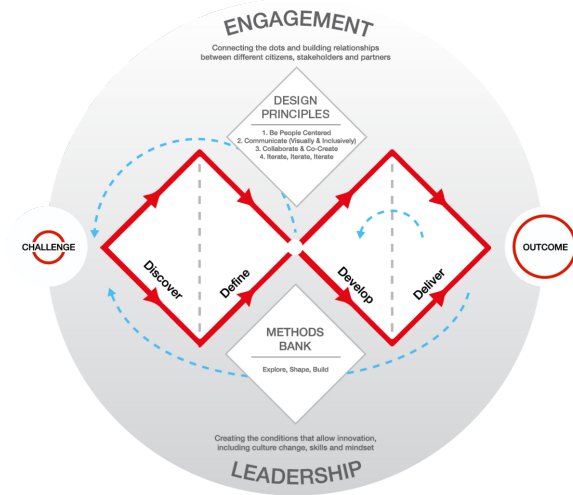 ENGAGEMENT
Connecting the dots and building relationships
between different citizens, stakeholders and partners
DESIGN
PRINCIPLES
1. Be People Centered
2. Communicate (Visually & Inclusively)
3. Collaborate & Co-Create
4. Iterate, Iterate, Iterate
CHALLENGE
OUTCOME
Discover
Define
Develop
Deliver
METHODS
BANK
Explore, Shape, Build
Creating the conditions that allow innovation,
including culture change, skills and mindset
LEADERSHIP